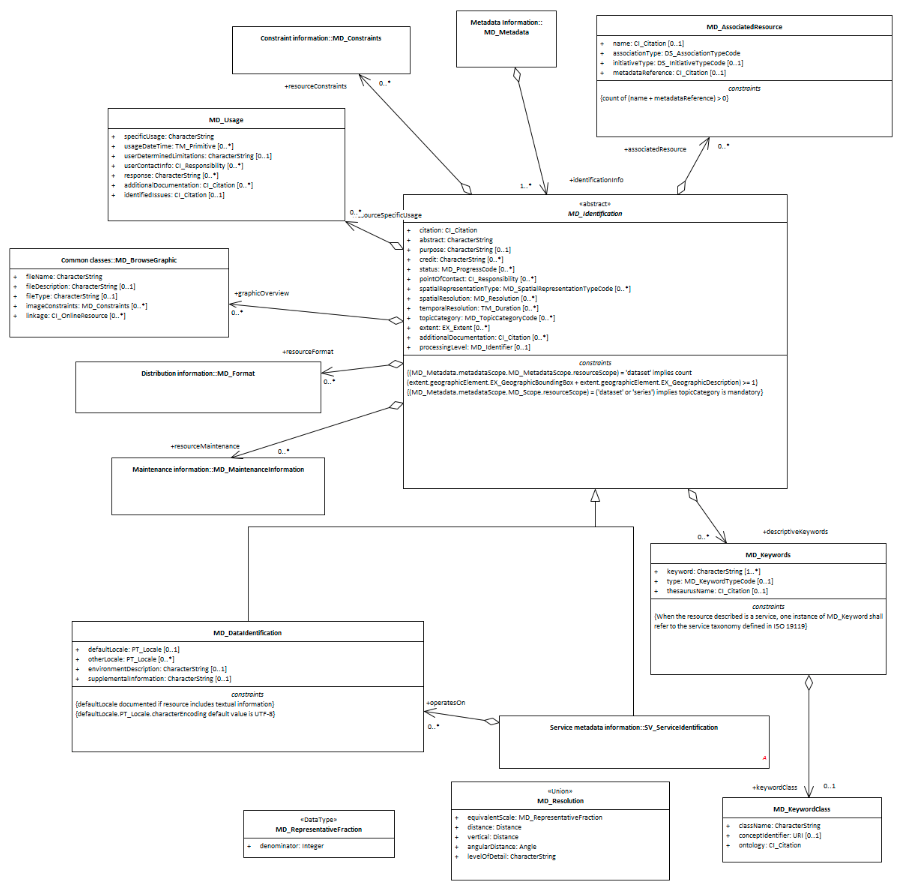 Constraint information::MD_Constraints
Metadata Information::
MD_Metadata
MD_AssociatedResource
+ name: CI_Citation [0..1]
+ associationType: DS_AssociationTypeCode
+ initiativeType: DS_InitiativeTypeCode [0..1]
+ metadataReference: CI_Citation [0..1]
constraints
{count of (name + metadataReference) > 0}
+resourceConstraints
0..*
MD_Usage
+ specificUsage: CharacterString
+ usageDateTime: TM_Primitive [0..*]
+ userDeterminedLimitations: CharacterString [0..1]
+ userContactInfo: CI_Responsibility [0..*]
+ response: CharacterString [0..*]
+ additionalDocumentation: CI_Citation [0..*]
+ identifiedIssues: CI_Citation [0..1]
+associatedResource
0..*
+identificationInfo
1..*
0..*
..ourceSpecificUsage
«abstract»
MD_Identification
+ citation: CI_Citation
+ abstract: CharacterString
+ purpose: CharacterString [0..1]
+ credit: CharacterString [0..*]
+ status: MD_ProgressCode [0..*]
+ pointOfContact: CI_Responsibility [0..*]
+ spatialRepresentationType: MD_SpatialRepresentationTypeCode [0..*]
+ spatialResolution: MD_Resolution [0..*]
+ temporalResolution: TM_Duration [0..*]
+ topicCategory: MD_TopicCategoryCode [0..*]
+ extent: EX_Extent [0..*]
+ additionalDocumentation: CI_Citation [0..*]
+ processingLevel: MD_Identifier [0..1]
constraints
{(MD_Metadata.metadataScope.MD_MetadataScope.resourceScope) = 'dataset' implies count
(extent.geographicElement.EX_GeographicBoundingBox + extent.geographicElement.EX_GeographicDescription) >= 1}
{(MD_Metadata.metadataScope.MD_Scope.resourceScope) = ('dataset' or 'series') implies topicCategory is mandatory}
Common classes::MD_BrowseGraphic
+ fileName: CharacterString
+ fileDescription: CharacterString [0..1]
+ fileType: CharacterString [0..1]
+ imageConstraints: MD_Constraints [0..*]
+ linkage: CI_OnlineResource [0..*]
+graphicOverview
0..*
+resourceFormat
0..*
Distribution information::MD_Format
+resourceMaintenance
0..*
Maintenance information::MD_MaintenanceInformation
+descriptiveKeywords
0..*
MD_Keywords
+ keyword: CharacterString [1..*]
+ type: MD_KeywordTypeCode [0..1]
+ thesaurusName: CI_Citation [0..1]
constraints
{When the resource described is a service, one instance of MD_Keyword shall
refer to the service taxonomy defined in ISO 19119}
MD_DataIdentification
+ defaultLocale: PT_Locale [0..1]
+ otherLocale: PT_Locale [0..*]
+ environmentDescription: CharacterString [0..1]
+ supplementalInformation: CharacterString [0..1]
constraints
{defaultLocale documented if resource includes textual information}
{defaultLocale.PT_Locale.characterEncoding default value is UTF-8}
+operatesOn
0..*
Service metadata information::SV_ServiceIdentification
A
+keywordClass
0..1
«DataType»
MD_RepresentativeFraction
+ denominator: Integer
«Union»
MD_Resolution
+ equivalentScale: MD_RepresentativeFraction
+ distance: Distance
+ vertical: Distance
+ angularDistance: Angle
+ levelOfDetail: CharacterString
MD_KeywordClass
+ className: CharacterString
+ conceptIdentifier: URI [0..1]
+ ontology: CI_Citation